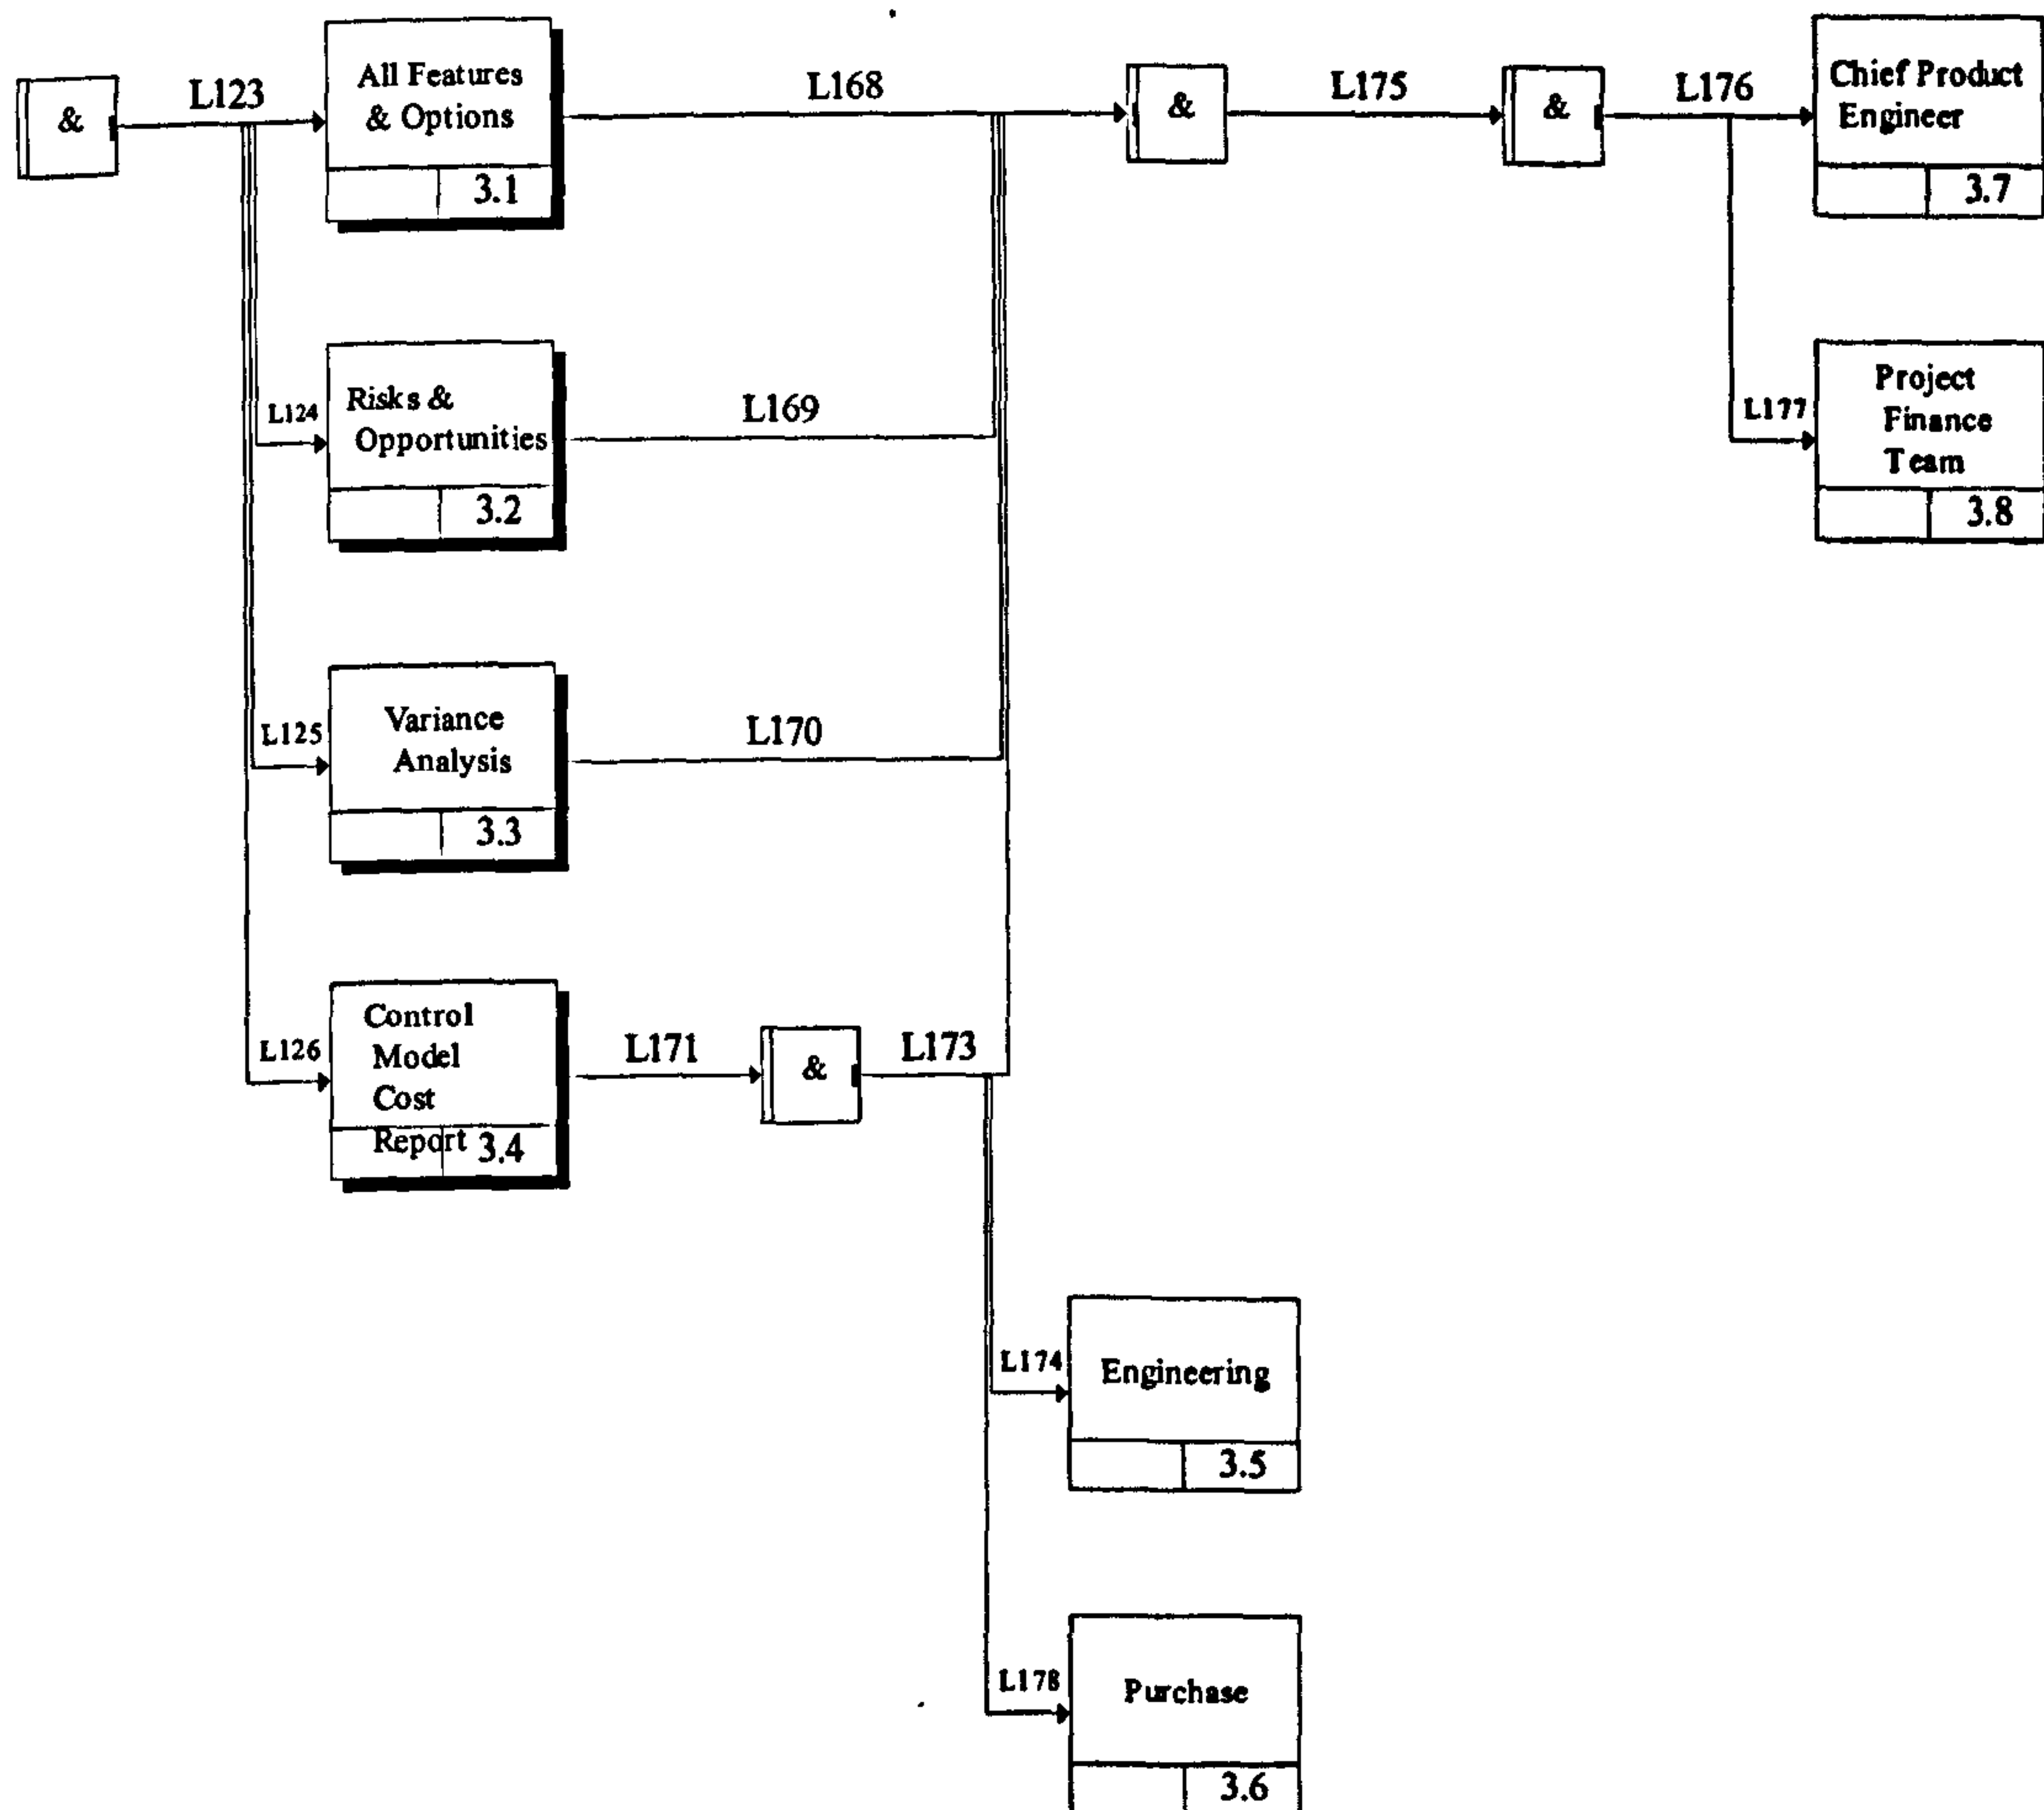 &
L123
All Features
& Options
3.1
L168
&
L175
&
L176
Chief Product
Engineer
3.7
L124
Risks &
Opportunities
3.2
L169
L177
Project
Finance
Team
3.8
L125
Variance
Analysis
3.3
L170
L126
Control
Model
Cost
Report 3.4
L171
&
L173
L174
Engineering
3.5
L178
Purchase
3.6